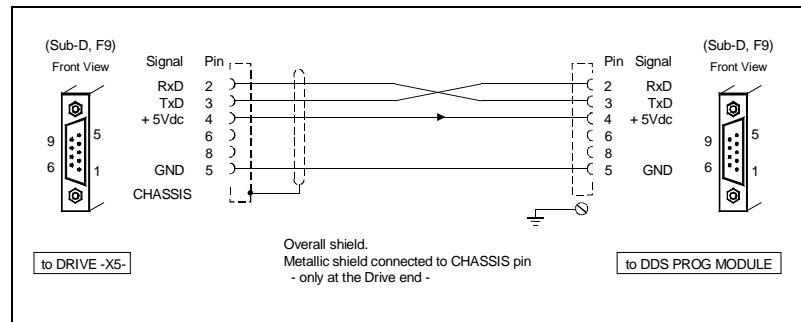 (Sub-D, F9)
Front View
9
5
6
1
to DRIVE -X5-
Signal Pin
RxD 2
TxD 3
+ 5Vdc 4
6
8
GND 5
CHASSIS
Overall shield.
Metallic shield connected to CHASSIS pin
- only at the Drive end -
Pin Signal
2 RxD
3 TxD
4 + 5Vdc
6
8
5 GND
(Sub-D, F9)
Front View
9
5
6
1
to DDS PROG MODULE